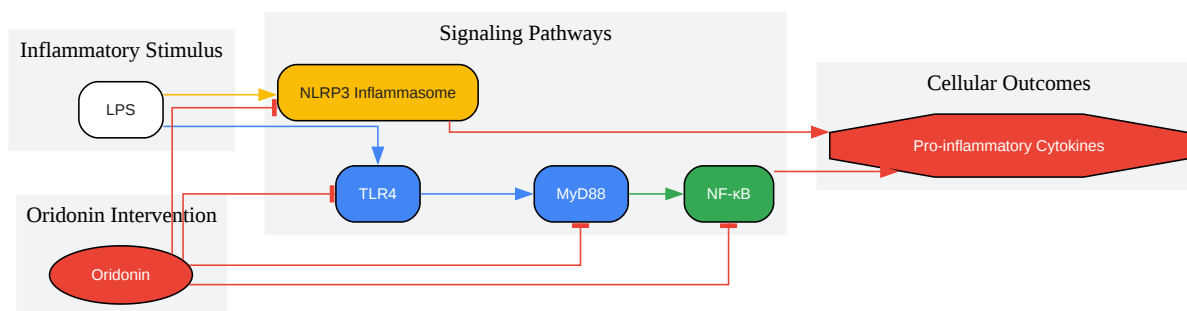 Inflammatory Stimulus
LPS
Oridonin Intervention
Oridonin
Signaling Pathways
NLRP3 Inflammasome
TLR4
MyD88
NF-κB
Cellular Outcomes
Pro-inflammatory Cytokines